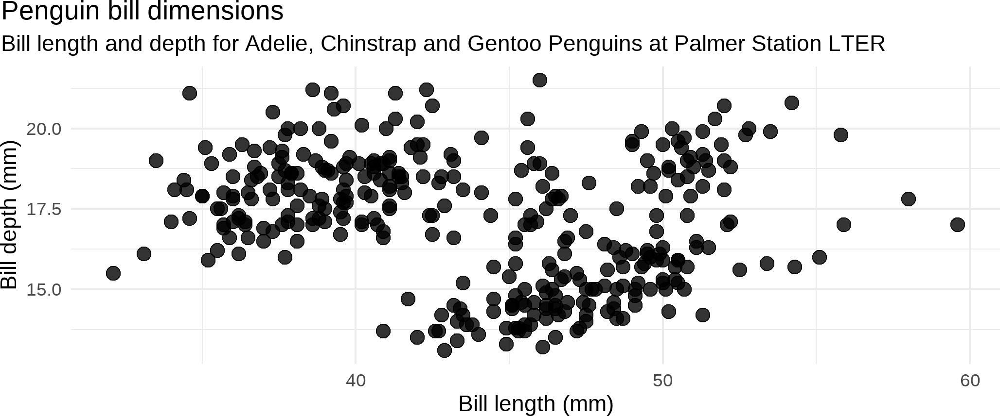 Penguin bill dimensions
Bill length and depth for Adelie, Chinstrap and Gentoo Penguins at Palmer Station LTER
Bill depth (mm)
20.0
17.5
15.0
40
50
60
Bill length (mm)